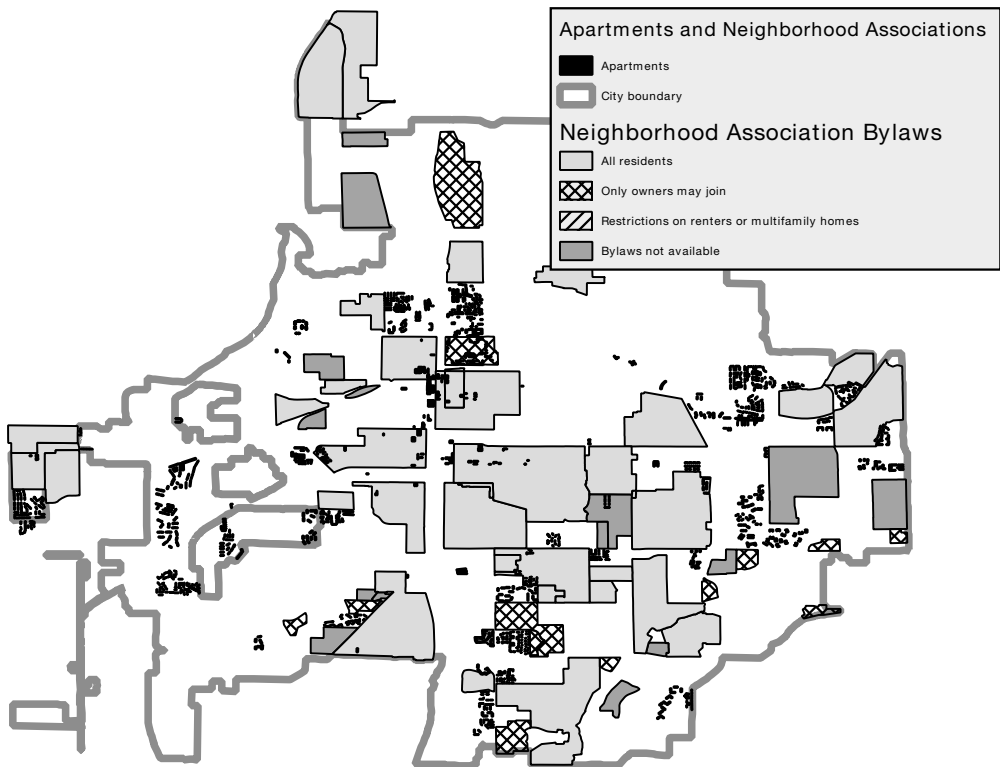 Apartments and Neighborhood Associations
Apartments
City boundary
Neighborhood Association Bylaws
All residents
Only owners may join
Restrictions on renters or multifamily homes
Bylaws not available